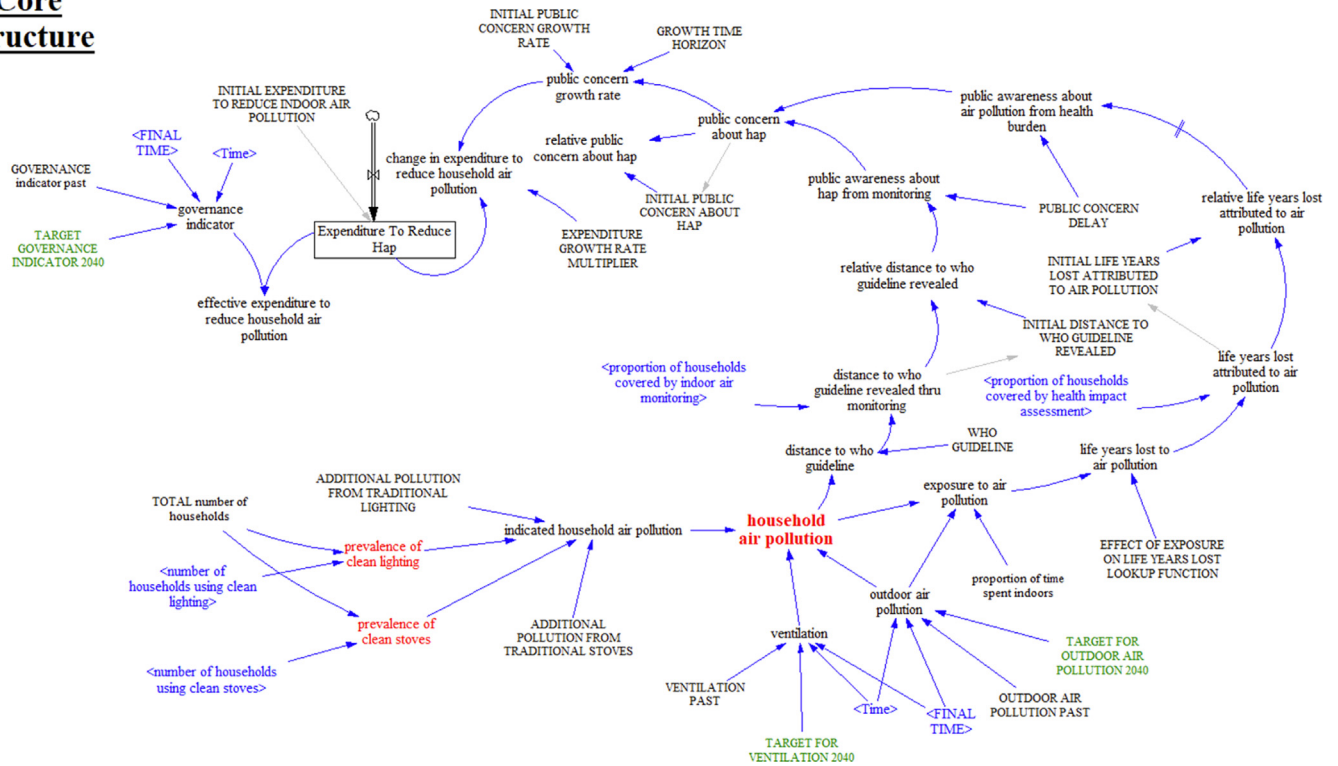 Core
ructure
INITIAL PUBLIC
CONCERN GROWTH
RATE
GROWTH TIME
HORIZON
public concern
growth rate
INITIAL EXPENDITURE
TO REDUCE INDOOR AIR
POLLUTION
<FINAL
TIME>
<Time>
GOVERNANCE
indicator past
governance
indicator
TARGET
GOVERNANCE
INDICATOR 2040
Expenditure To Reduce
Hap
effective expenditure to
reduce household air
pollution
change in expenditure to
reduce household air
pollution
relative public
concern about hap
public concern
about hap
INITIAL PUBLIC
CONCERN ABOUT
HAP
EXPENDITURE
GROWTH RATE
MULTIPLIER
public awareness about
air pollution from health
burden
public awareness about
hap from monitoring
PUBLIC CONCERN
DELAY
relative life years lost
attributed to air
pollution
relative distance to who
guideline revealed
INITIAL LIFE YEARS
LOST ATTRIBUTED
TO AIR POLLUTION
INITIAL DISTANCE TO
WHO GUIDELINE
REVEALED
life years lost
attributed to air
pollution
<proportion of households
covered by indoor air
monitoring>
distance to who
guideline revealed thru
monitoring
<proportion of households
covered by health impact
assessment>
WHO
GUIDELINE
distance to who
guideline
life years lost to
air pollution
exposure to air
pollution
ADDITIONAL POLLUTION
FROM TRADITIONAL
LIGHTING
TOTAL number of
households
indicated household air pollution
household
air pollution
prevalence of
clean lighting
<number of
households using clean
lighting>
EFFECT OF EXPOSURE
ON LIFE YEARS LOST
LOOKUP FUNCTION
proportion of time
spent indoors
outdoor air
pollution
prevalence of
clean stoves
ADDITIONAL
POLLUTION FROM
TRADITIONAL STOVES
ventilation
TARGET FOR
OUTDOOR AIR
POLLUTION 2040
<number of households
using clean stoves>
VENTILATION
PAST
<Time>
<FINAL
TIME>
OUTDOOR AIR
POLLUTION PAST
TARGET FOR
VENTILATION 2040